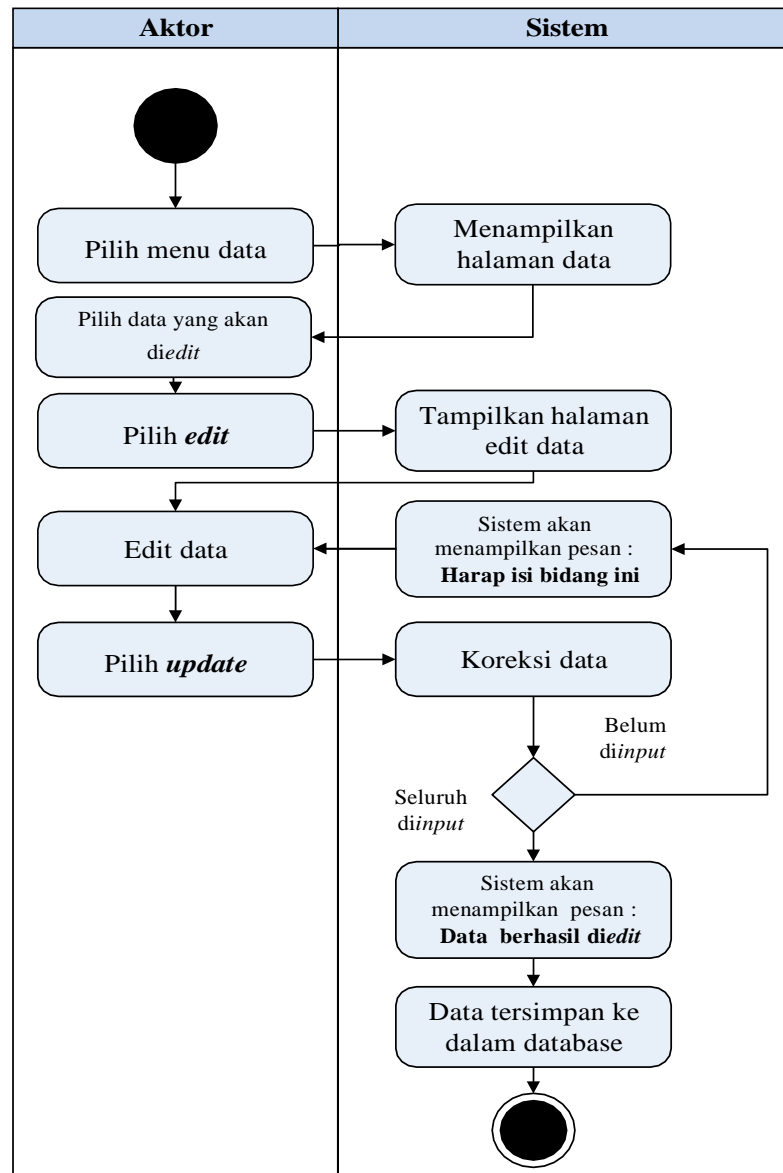 Aktor
Sistem
Pilih menu data
Menampilkan
halaman data
Pilih data yang akan
diedit
Pilih edit
Tampilkan halaman
edit data
Edit data
Sistem akan
menampilkan pesan :
Harap isi bidang ini
Pilih update
Koreksi data
Belum
diinput
Seluruh
diinput
Sistem akan
menampilkan pesan :
Data berhasil diedit
Data tersimpan ke
dalam database